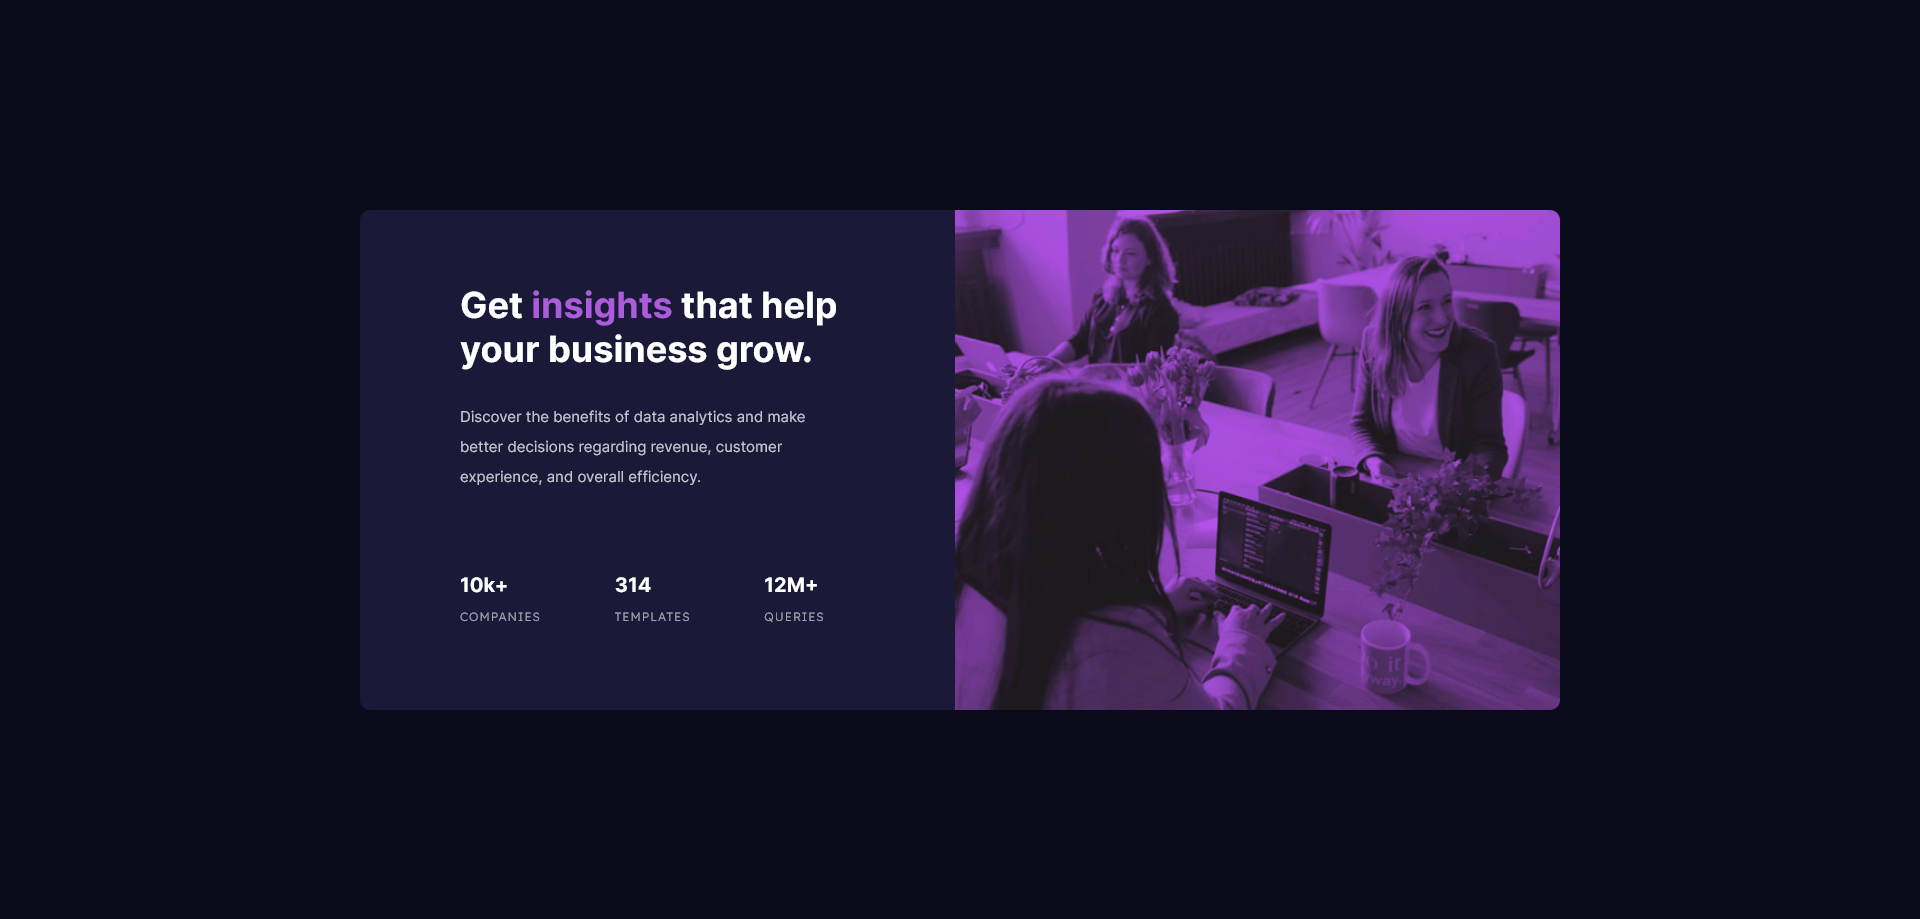 Get insights that help
your business grow.
Discover the benefits of data analytics and make
better decisions regarding revenue, customer
experience, and overall efficiency.
10k+
COMPANIES
314
TEMPLATES
12M+
QUERIES